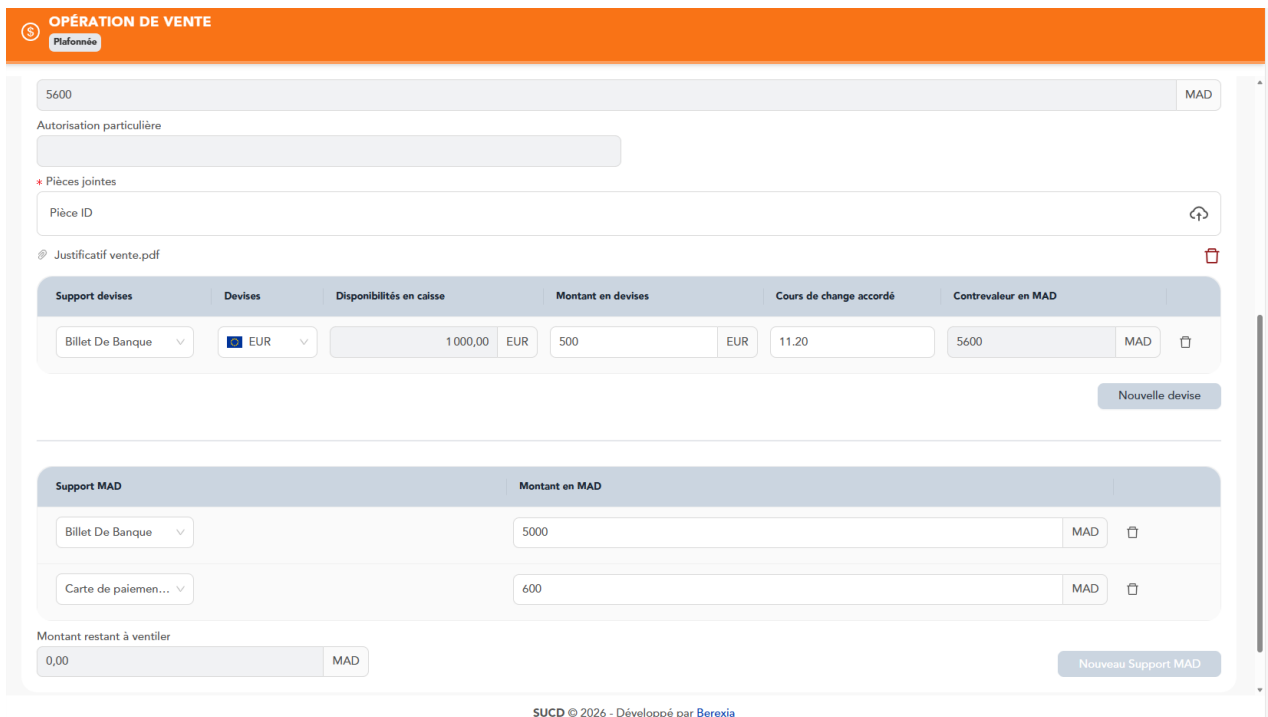 OPÉRATION DE VENTE
Plafonnée
5600 MAD
Autorisation particulière
* Pièces jointes
Pièce ID
Justificatif vente.pdf
Support devises Devises Disponibilités en caisse Montant en devises Cours de change accordé Contrevaleur en MAD
Billet De Banque EUR 1 000,00 EUR 500 EUR 11.20 5600 MAD
Nouvelle devise
Support MAD Montant en MAD
Billet De Banque 5000 MAD
Carte de paiemen... 600 MAD
Montant restant à ventiler
0,00 MAD Nouveau Support MAD
SUCD © 2026 - Développé par Berexia